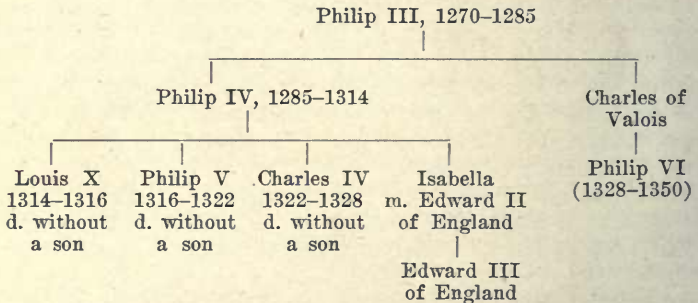 Philip III, 1270–1285
Philip IV, 1285–1314
Charles of
Valois
Louis X
1314–1316
d. without
a son
Philip V
1316–1322
d. without
a son
Charles IV
1322–1328
d. without
a son
Isabella
m. Edward II
of England
Edward III
of England
Philip VI
(1328–1350)